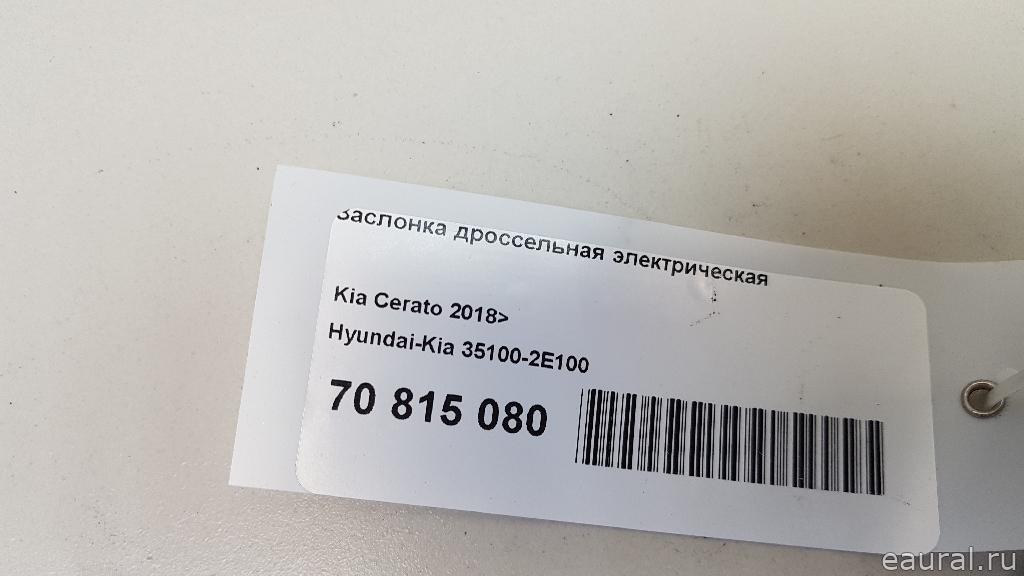 Заслонка дроссельная электрическая
Kia Cerato 2018>
Hyundai-Kia 35100-2E100
70 815 080
eaural.ru